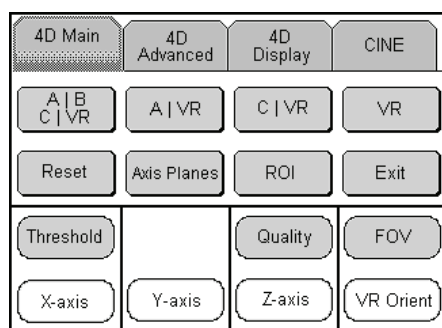 4D Main
4D Advanced
4D Display
CINE
A | B
C | VR
A | VR
C | VR
VR
Reset
Axis Planes
ROI
Exit
Threshold
Quality
FOV
X-axis
Y-axis
Z-axis
VR Orient